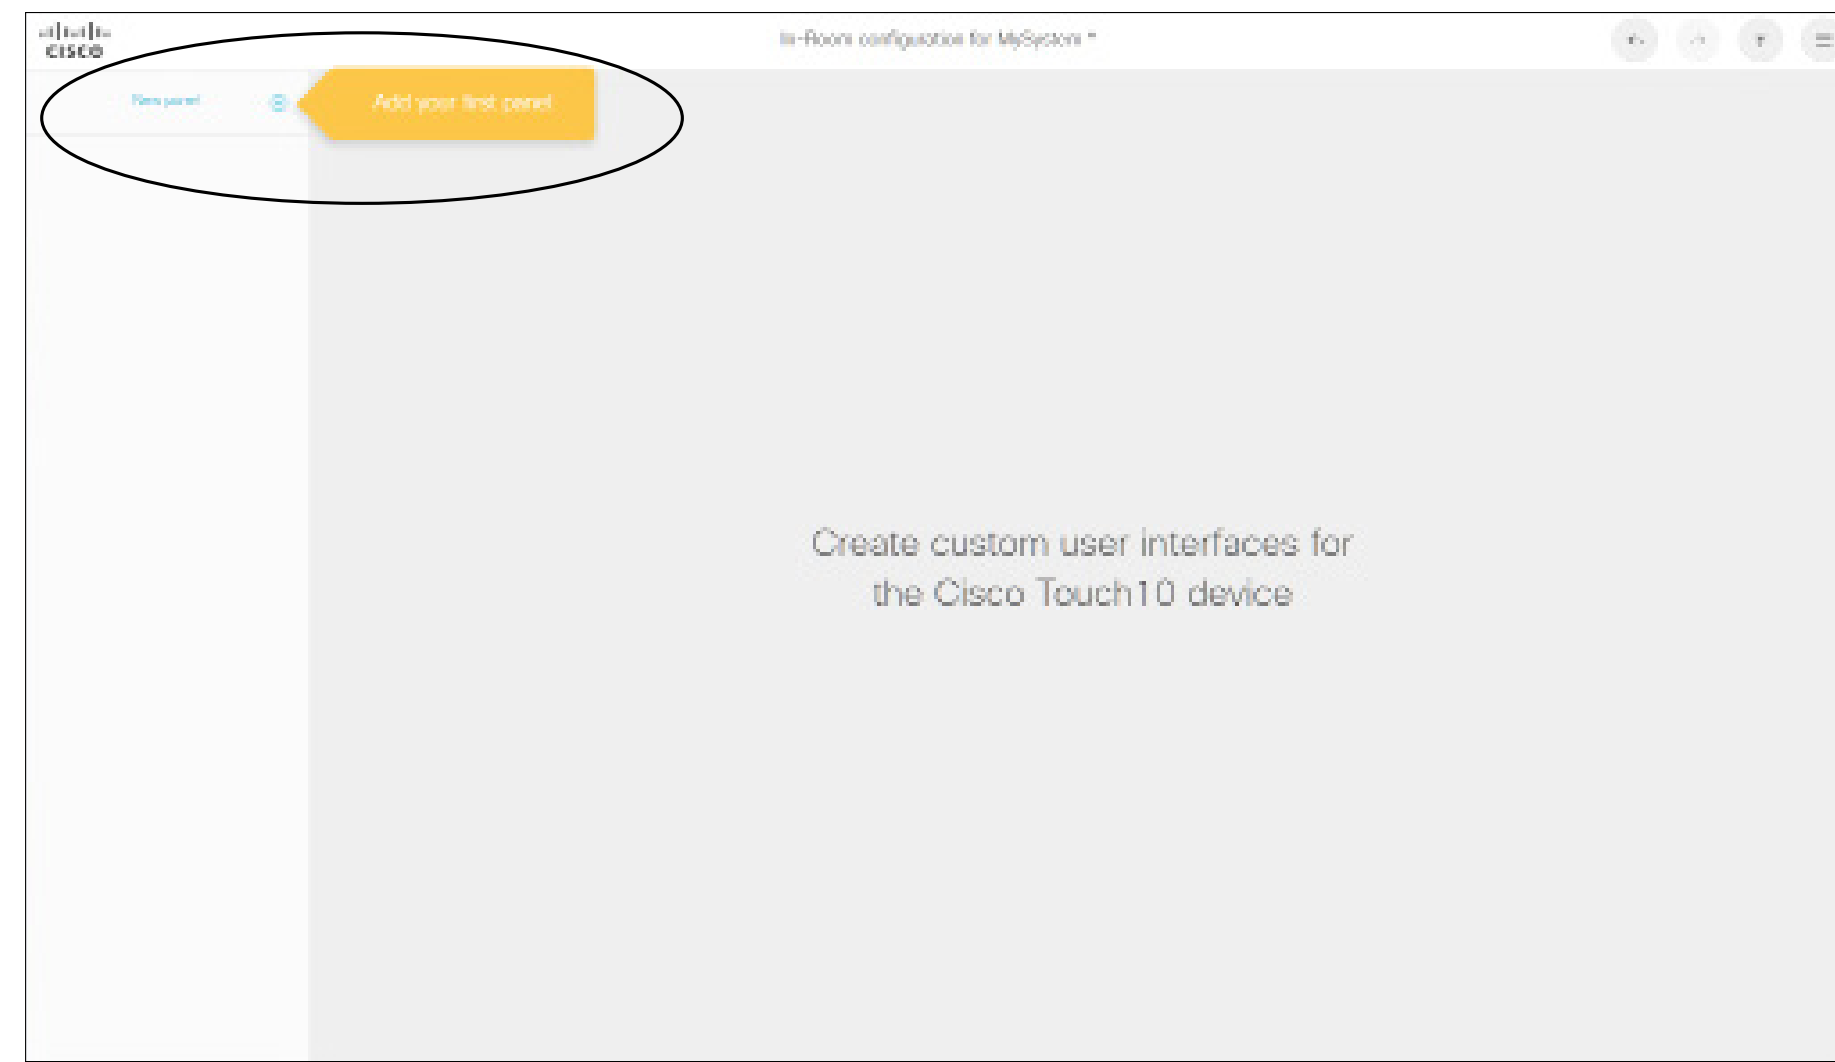 CISCO
In-Room configuration for MySystem *
New panel
Add your first panel
Create custom user interfaces for
the Cisco Touch10 device